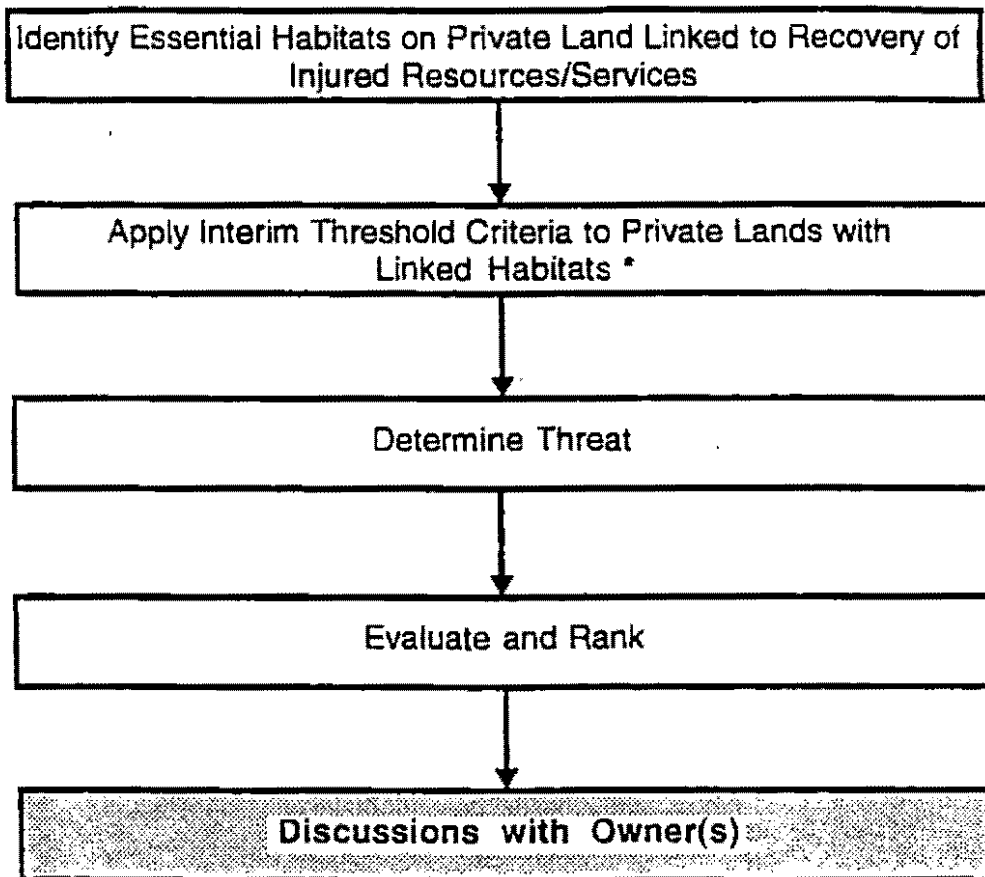 Identify Essential Habitats on Private Land Linked to Recovery of
Injured Resources/Services
Apply Interim Threshold Criteria to Private Lands with
Linked Habitats *
Determine Threat
Evaluate and Rank
Discussions with Owner(s)